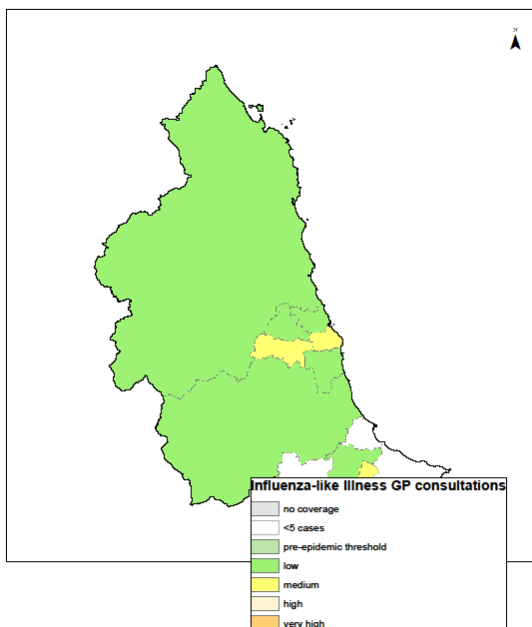 N
Influenza-like Illness GP consultations
no coverage
<5 cases
pre-epidemic threshold
low
medium
high
very high